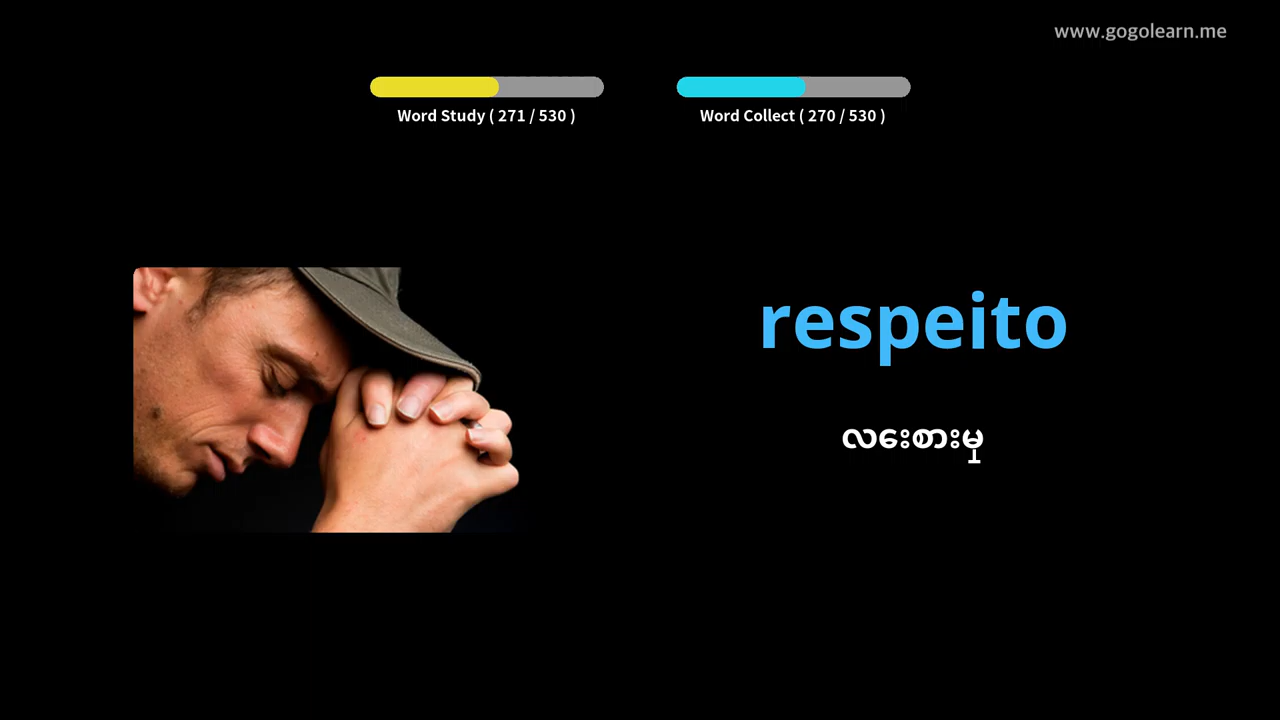 www.gogolearn.me
Word Study ( 271 / 530 )
Word Collect ( 270 / 530 )
respeito
လေးစားမှု